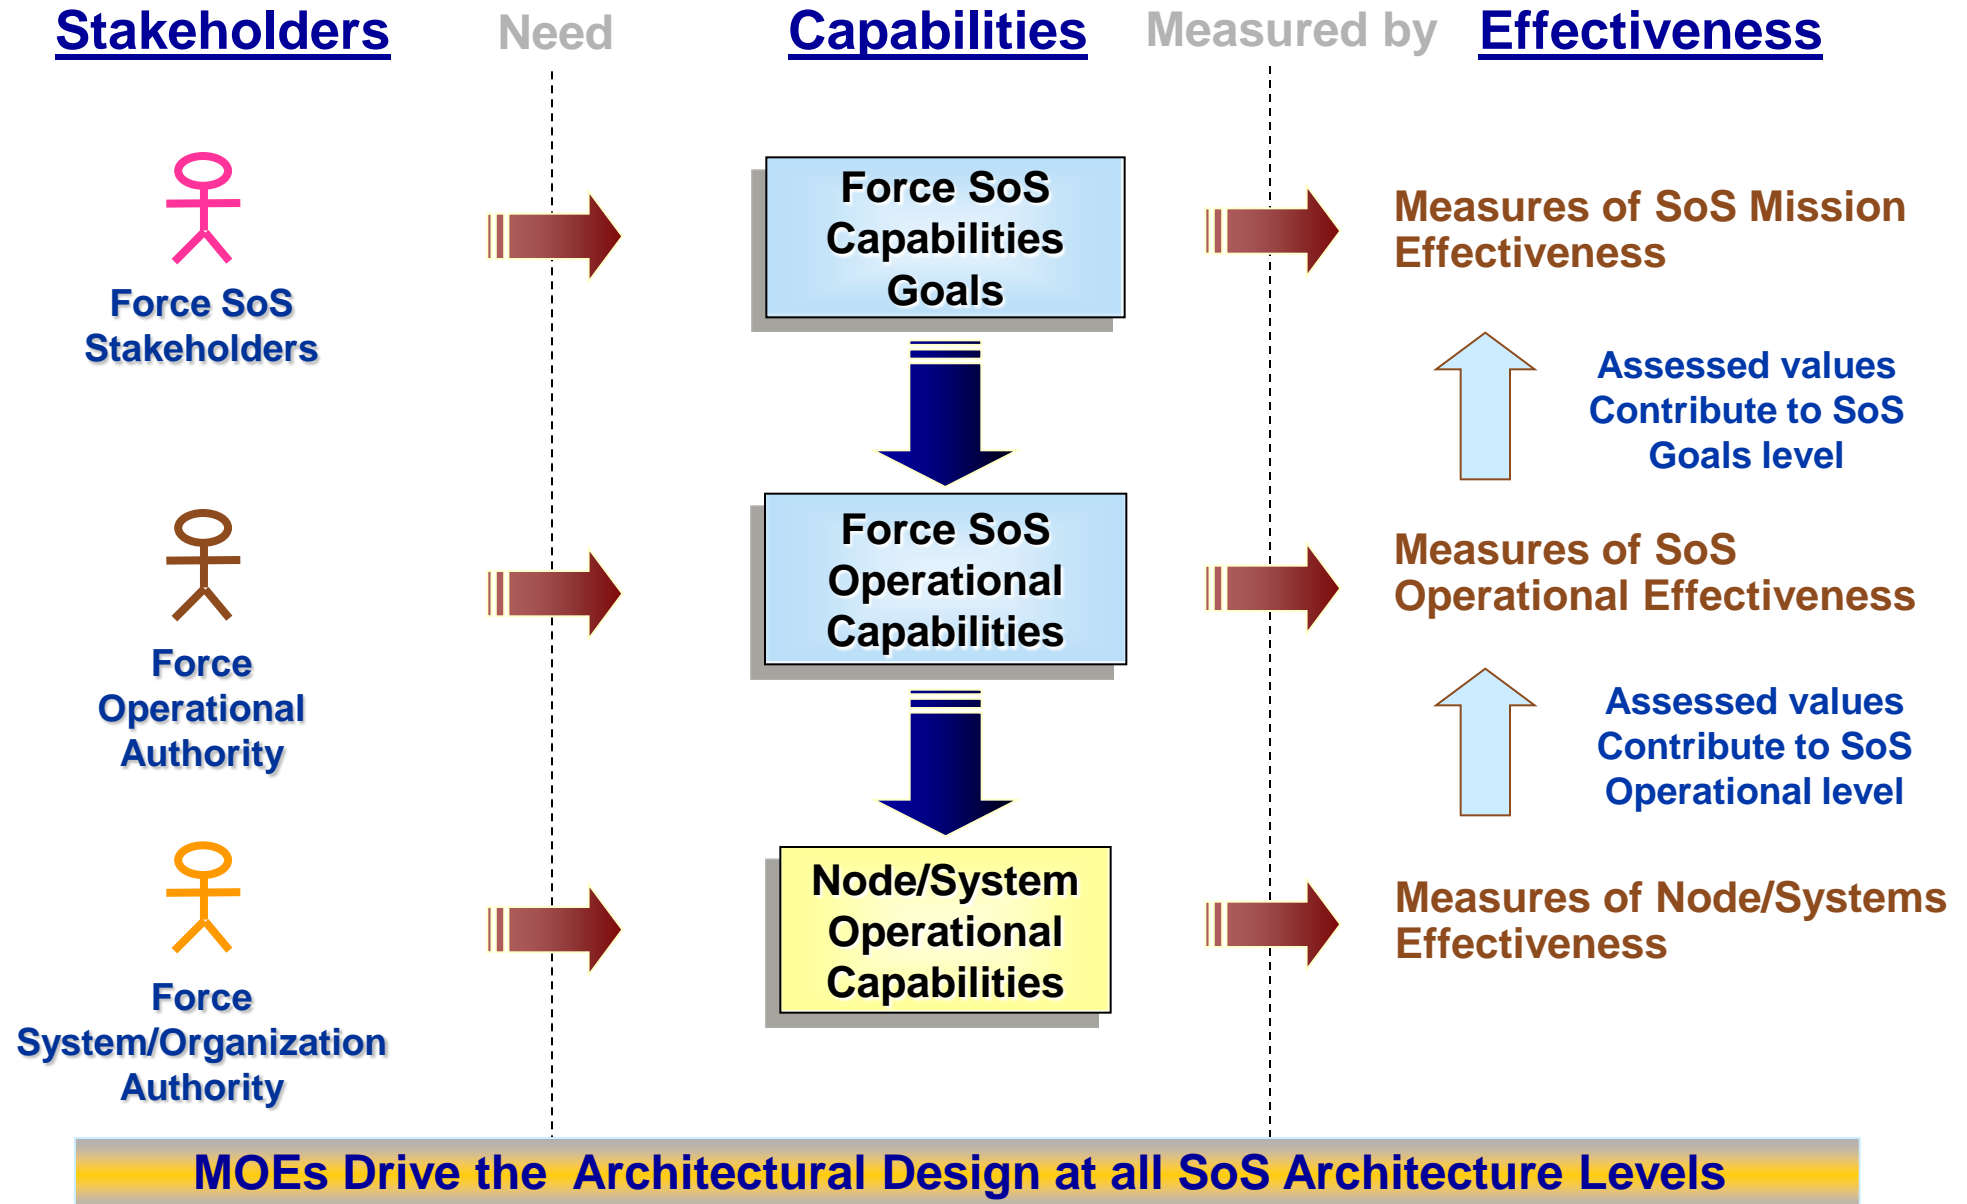 Stakeholders
Need
Capabilities
Measured by
Effectiveness
Force SoS
Stakeholders
Force SoS
Capabilities
Goals
Measures of SoS Mission
Effectiveness
Assessed values
Contribute to SoS
Goals level
Force
Operational
Authority
Force SoS
Operational
Capabilities
Measures of SoS
Operational Effectiveness
Assessed values
Contribute to SoS
Operational level
Force
System/Organization
Authority
Node/System
Operational
Capabilities
Measures of Node/Systems
Effectiveness
MOEs Drive the  Architectural Design at all SoS Architecture Levels